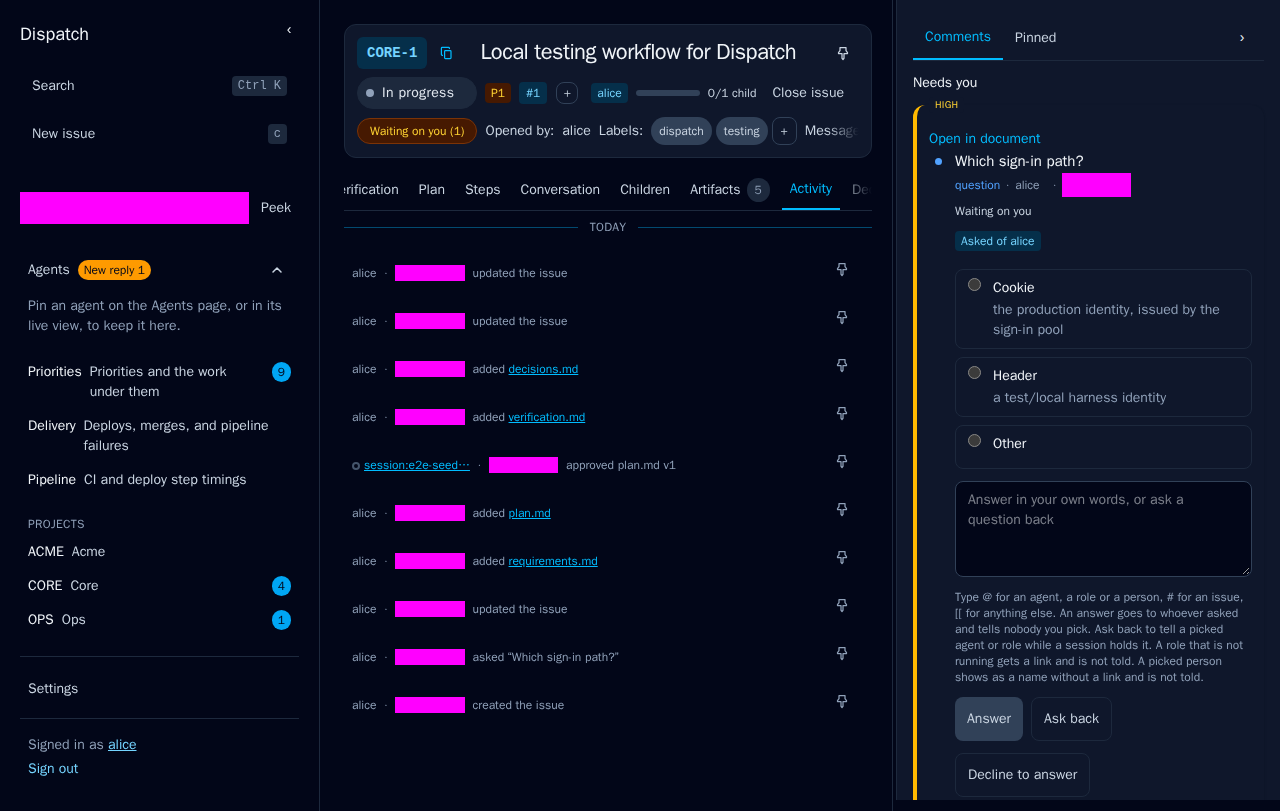 Dispatch
Search Ctrl K
New issue C
Peek
Agents New reply 1
Pin an agent on the Agents page, or in its
live view, to keep it here.
Priorities Priorities and the work
under them 9
Delivery Deploys, merges, and pipeline
failures
Pipeline CI and deploy step timings
PROJECTS
ACME Acme
CORE Core 4
OPS Ops 1
Settings
Signed in as alice
Sign out
CORE-1 Local testing workflow for Dispatch
In progress P1 #1 + alice 0/1 child Close issue
Waiting on you (1) Opened by: alice Labels: dispatch testing + Message
erification Plan Steps Conversation Children Artifacts 5 Activity De
TODAY
alice · updated the issue
alice · updated the issue
alice · added decisions.md
alice · added verification.md
session:e2e-seed··· · approved plan.md v1
alice · added plan.md
alice · added requirements.md
alice · updated the issue
alice · asked “Which sign-in path?”
alice · created the issue
Comments Pinned
Needs you
HIGH
Open in document
Which sign-in path?
question · alice ·
Waiting on you
Asked of alice
Cookie
the production identity, issued by the
sign-in pool
Header
a test/local harness identity
Other
Answer in your own words, or ask a
question back
Type @ for an agent, a role or a person, # for an issue,
[[ for anything else. An answer goes to whoever asked
and tells nobody you pick. Ask back to tell a picked
agent or role while a session holds it. A role that is not
running gets a link and is not told. A picked person
shows as a name without a link and is not told.
Answer Ask back
Decline to answer